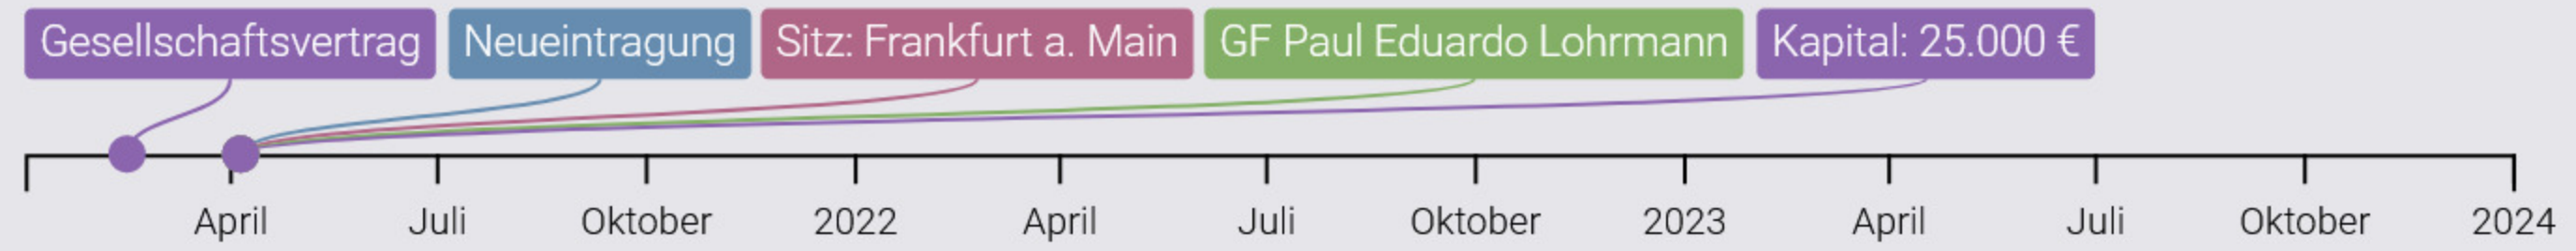 Gesellschaftsvertrag Neueintragung Sitz: Frankfurt a. Main GF Paul Eduardo Lohrmann Kapital: 25.000 €
April Juli Oktober 2022 April Juli Oktober 2023 April Juli Oktober 2024